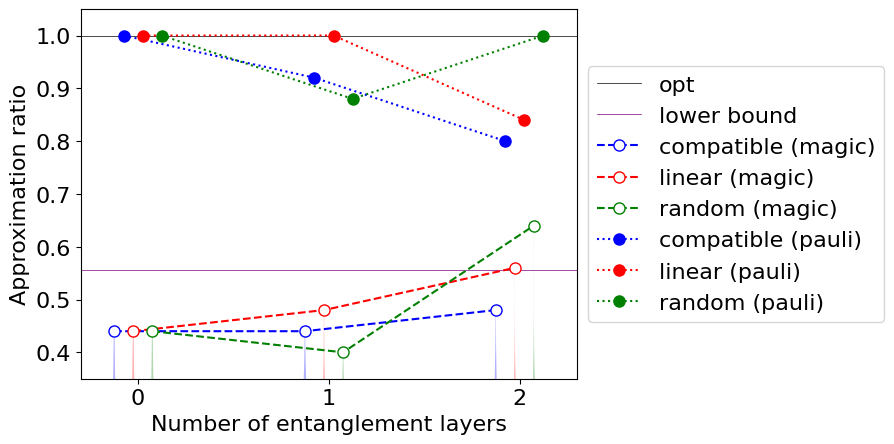 1.0
0.9
0.8
0.7
0.6
0.5
0.4
Approximation ratio
0 1 2
Number of entanglement layers
opt
lower bound
compatible (magic)
linear (magic)
random (magic)
compatible (pauli)
linear (pauli)
random (pauli)